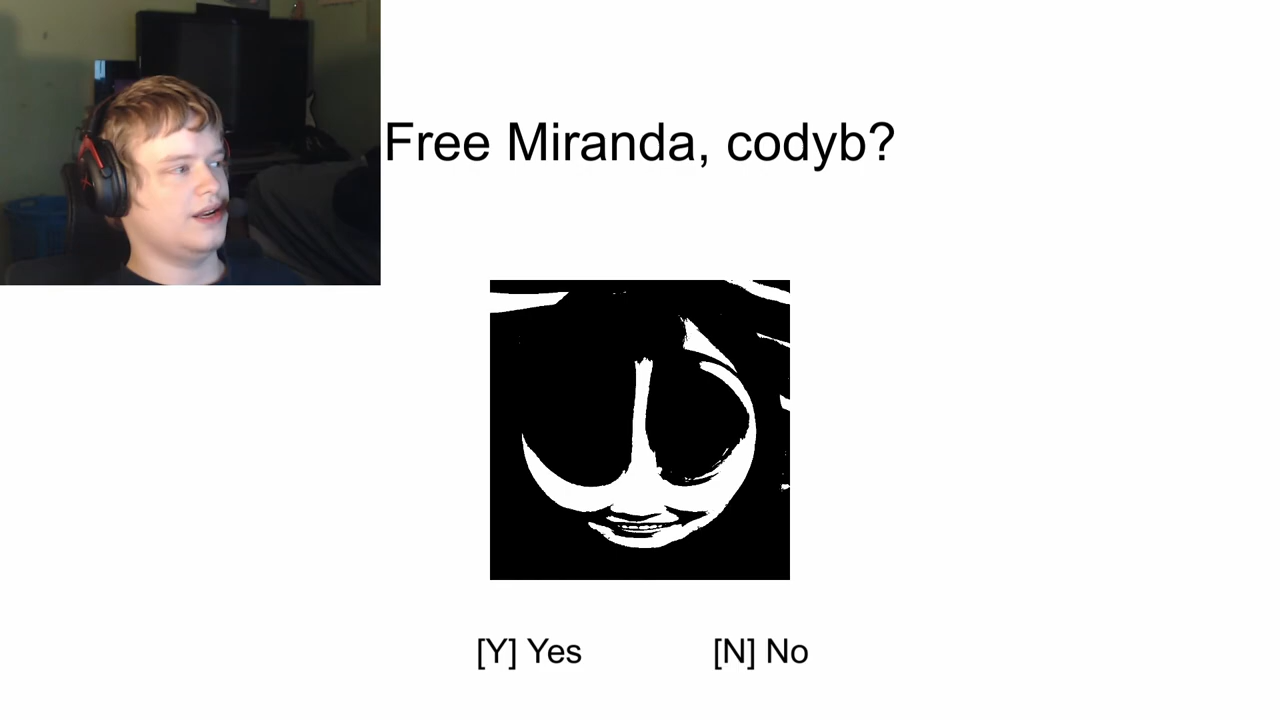 Free Miranda, codyb?
[Y] Yes [N] No